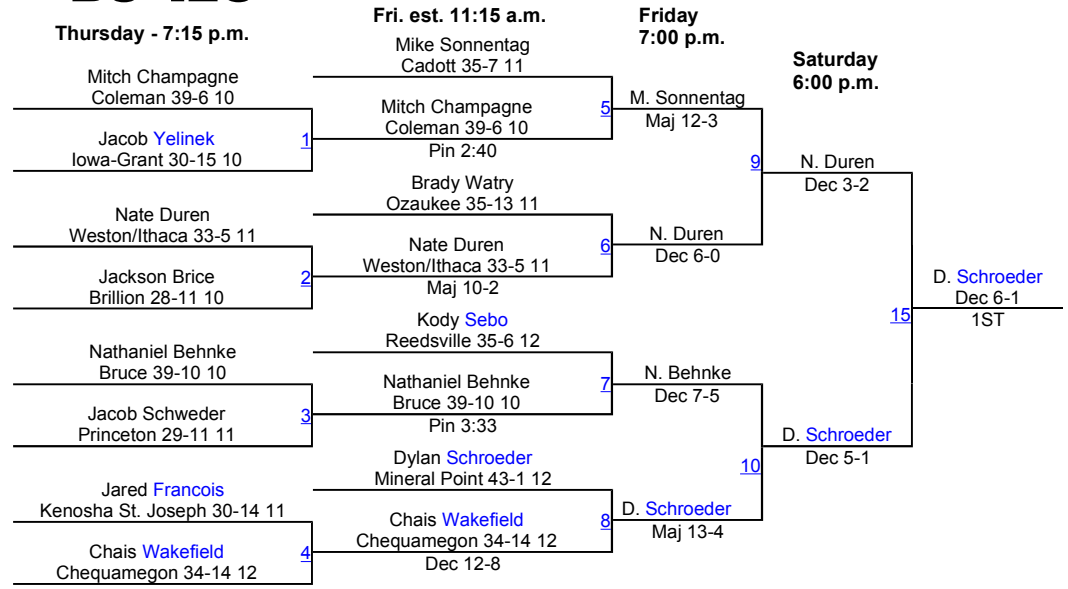 Thursday - 7:15 p.m.
Fri. est. 11:15 a.m.
Friday
7:00 p.m.
Saturday
6:00 p.m.
Mitch Champagne
Coleman 39-6 10
Jacob Yelinek
Iowa-Grant 30-15 10
1
Nate Duren
Weston/Ithaca 33-5 11
Jackson Brice
Brillion 28-11 10
2
Nathaniel Behnke
Bruce 39-10 10
Jacob Schweder
Princeton 29-11 11
3
Jared Francois
Kenosha St. Joseph 30-14 11
Chais Wakefield
Chequamegon 34-14 12
4
Mike Sonnentag
Cadott 35-7 11
Mitch Champagne
Coleman 39-6 10
Pin 2:40
5
Brady Watry
Ozaukee 35-13 11
Nate Duren
Weston/Ithaca 33-5 11
Maj 10-2
6
Kody Sebo
Reedsville 35-6 12
Nathaniel Behnke
Bruce 39-10 10
Pin 3:33
7
Dylan Schroeder
Mineral Point 43-1 12
Chais Wakefield
Chequamegon 34-14 12
Dec 12-8
8
M. Sonnentag
Maj 12-3
9
N. Duren
Dec 6-0
N. Behnke
Dec 7-5
10
D. Schroeder
Maj 13-4
N. Duren
Dec 3-2
D. Schroeder
Dec 5-1
15
D. Schroeder
Dec 6-1
1ST